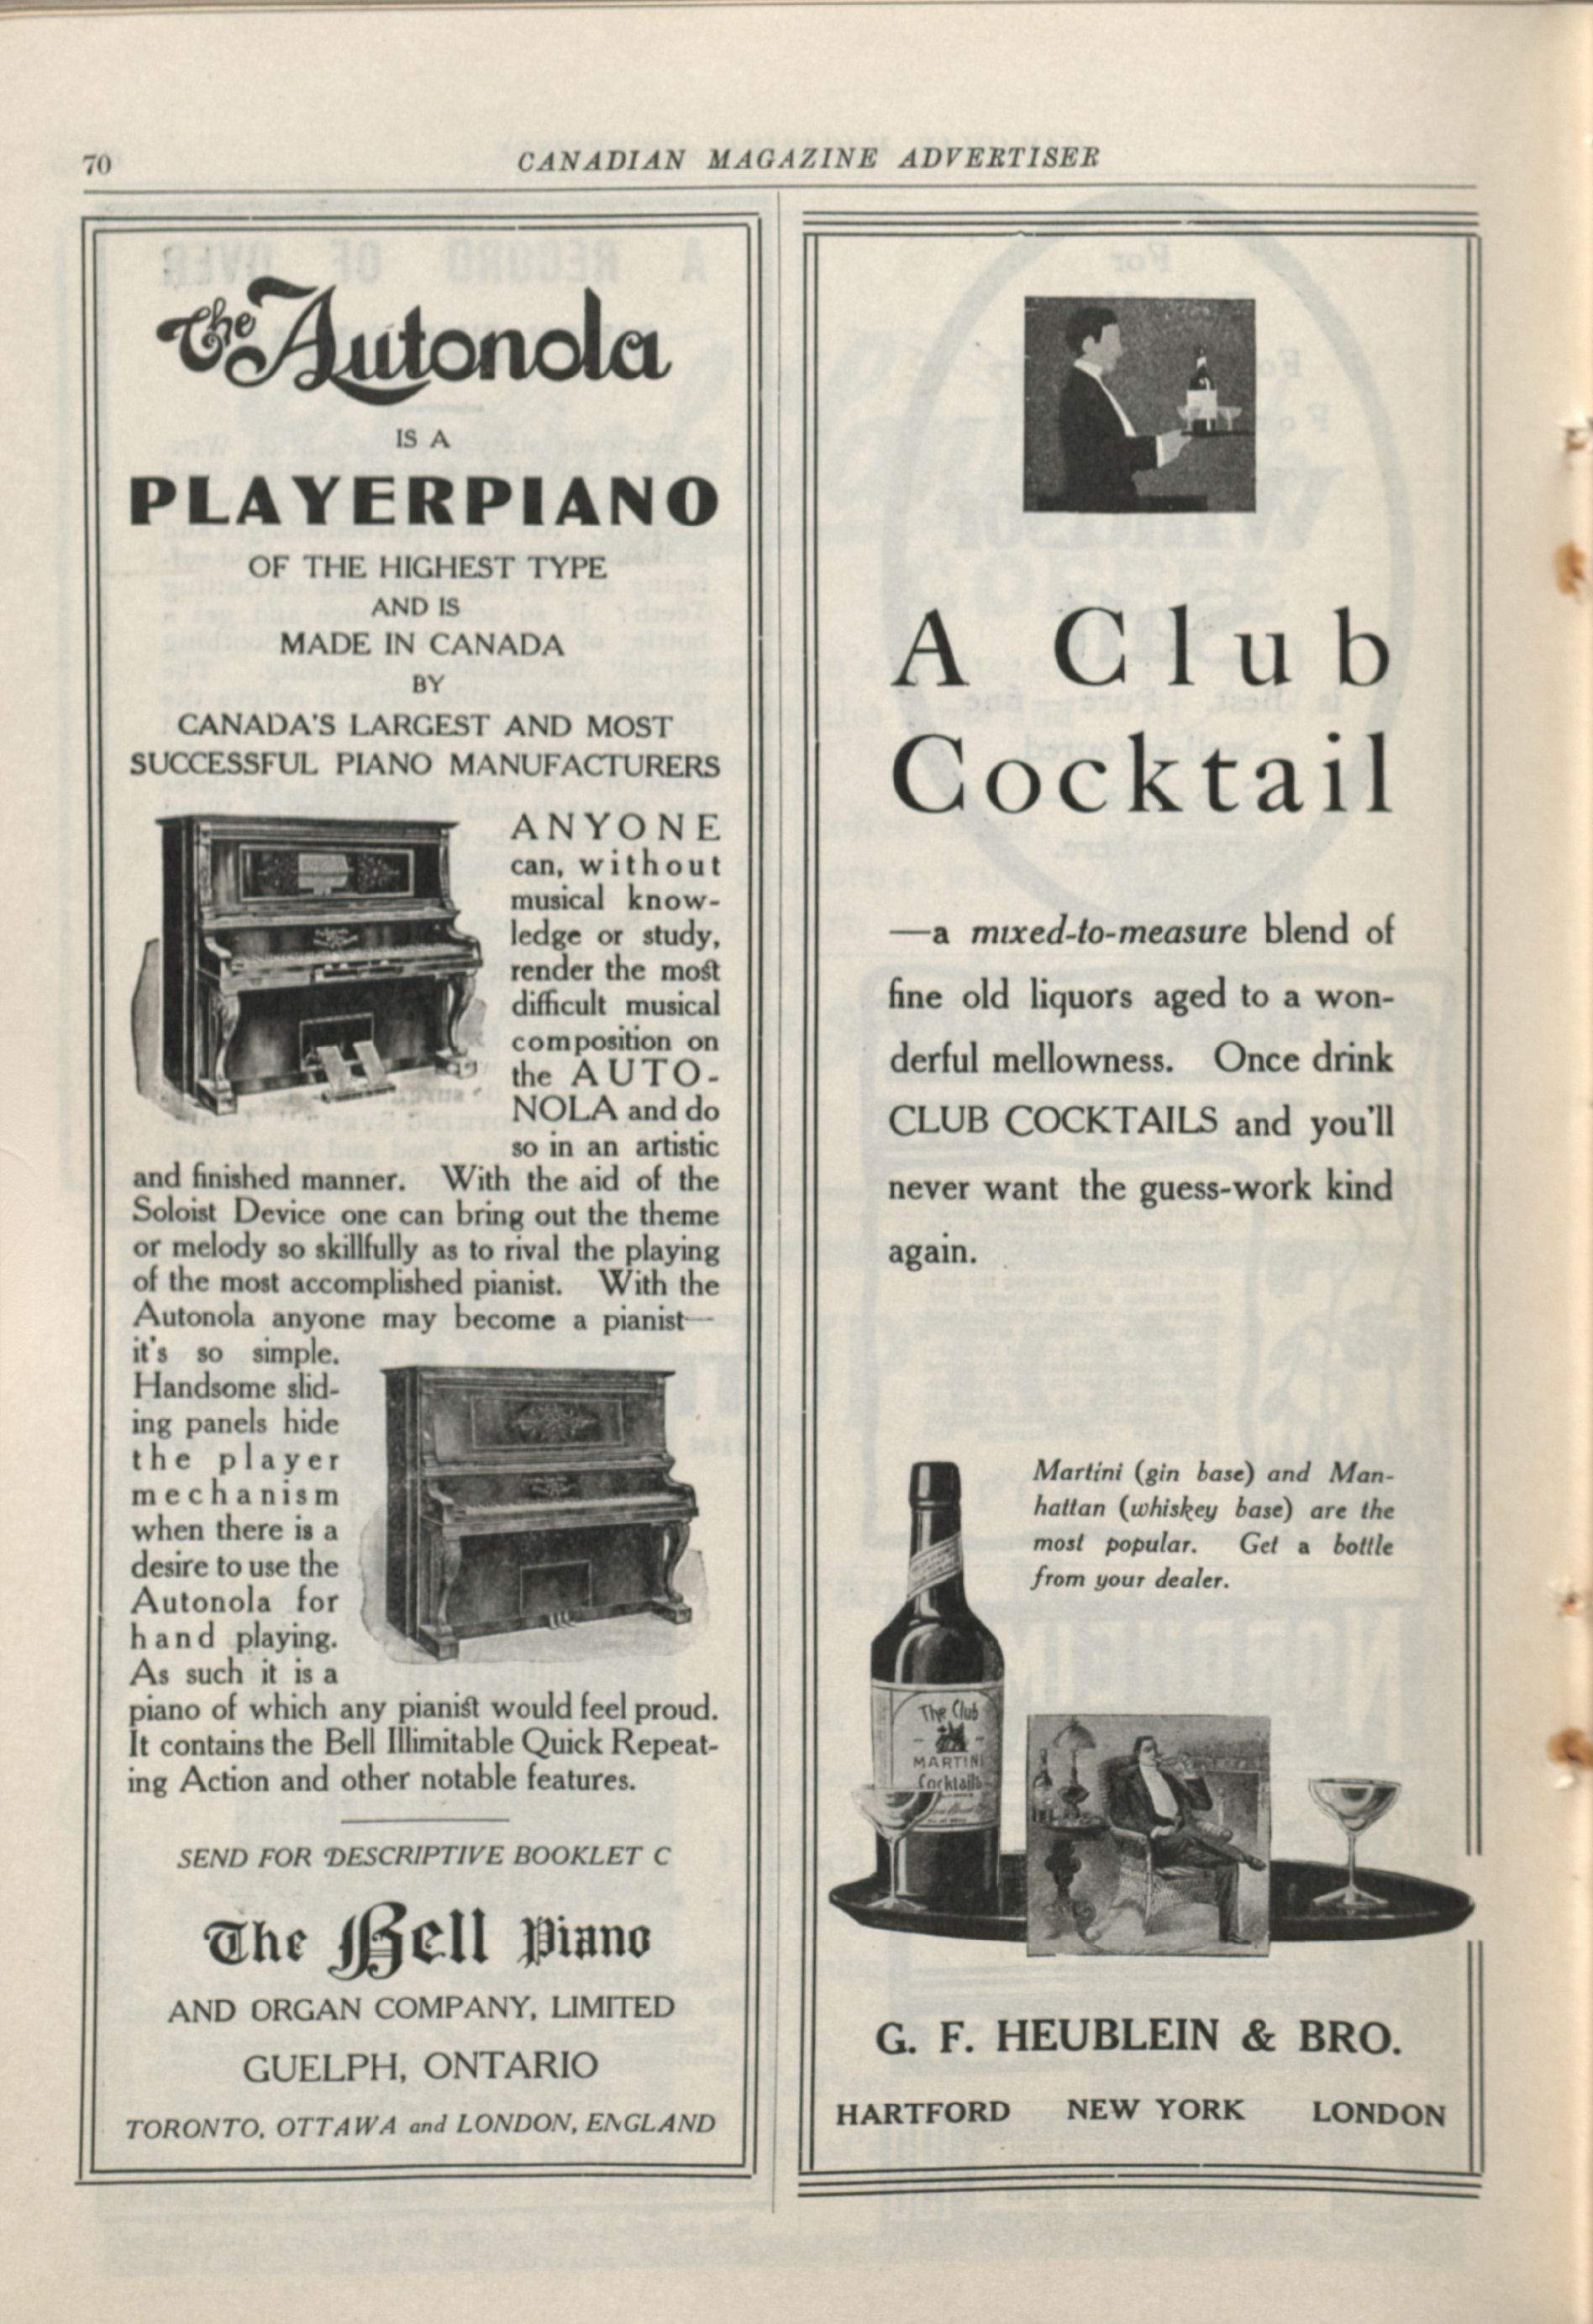 70
CANADIAN MAGAZINE ADVERTISER
The Autonola
IS A
PLAYERPIANO
OF THE HIGHEST TYPE
AND IS
MADE IN CANADA
BY
CANADA'S LARGEST AND MOST
SUCCESSFUL PIANO MANUFACTURERS
ANYONE
can, without
musical know-
ledge or study,
render the most
difficult musical
composition on
the AUTO-
NOLA and do
so in an artistic
and finished manner. With the aid of the
Soloist Device one can bring out the theme
or melody so skillfully as to rival the playing
of the most accomplished pianist. With the
Autonola anyone may become a pianist—
it's so simple.
Handsome slid-
ing panels hide
the player
mechanism
when there is a
desire to use the
Autonola for
hand playing.
As such it is a
piano of which any pianist would feel proud.
It contains the Bell Illimitable Quick Repeat-
ing Action and other notable features.
SEND FOR DESCRIPTIVE BOOKLET C
The Bell Piano
AND ORGAN COMPANY, LIMITED
GUELPH, ONTARIO
TORONTO, OTTAWA and LONDON, ENGLAND
A Club
Cocktail
—a mixed-to-measure blend of
fine old liquors aged to a won-
derful mellowness. Once drink
CLUB COCKTAILS and you'll
never want the guess-work kind
again.
Martini (gin base) and Man-
hattan (whiskey base) are the
most popular. Get a bottle
from your dealer.
The Club
MARTINI
Cocktails
G. F. HEUBLEIN & BRO.
HARTFORD NEW YORK LONDON